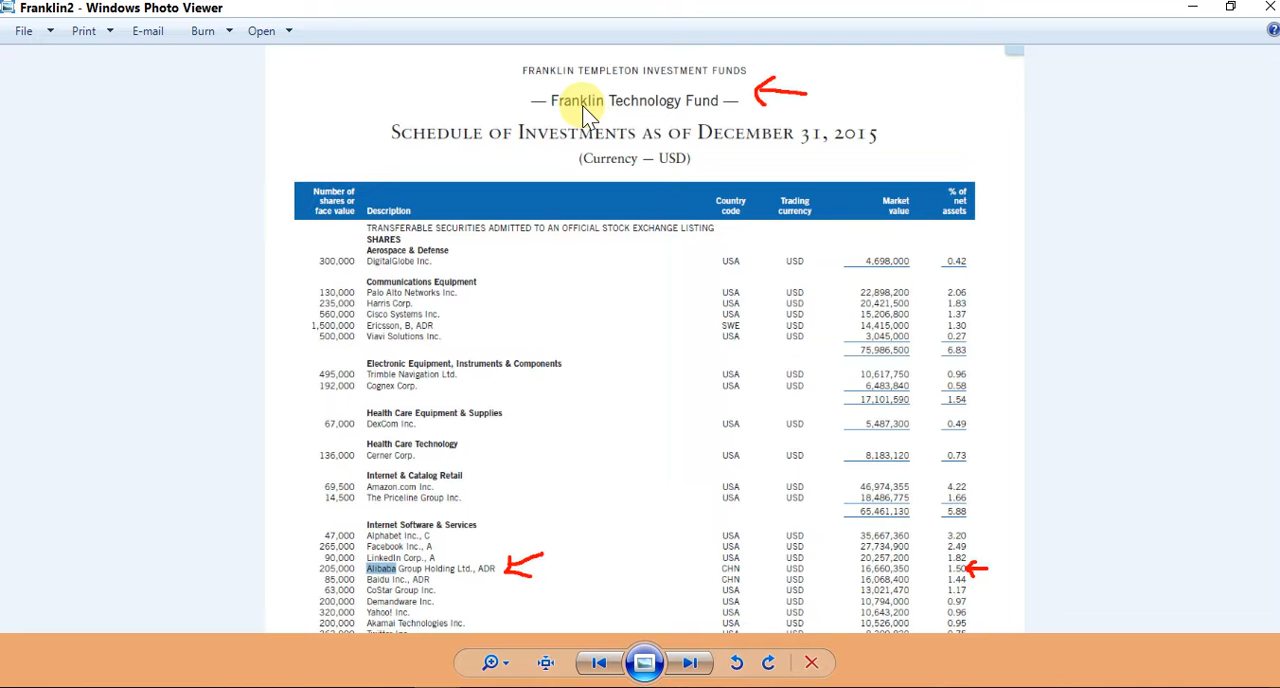 Franklin2 - Windows Photo Viewer
File Print E-mail Burn Open
FRANKLIN TEMPLETON INVESTMENT FUNDS
— Franklin Technology Fund —
SCHEDULE OF INVESTMENTS AS OF DECEMBER 31, 2015
(Currency — USD)
Number of shares or face value Description Country code Trading currency Market value % of net assets
TRANSFERABLE SECURITIES ADMITTED TO AN OFFICIAL STOCK EXCHANGE LISTING
SHARES
Aerospace & Defense
300,000 DigitalGlobe Inc. USA USD 4,698,000 0.42
Communications Equipment
130,000 Palo Alto Networks Inc. USA USD 22,898,200 2.06
235,000 Harris Corp. USA USD 20,421,500 1.83
560,000 Cisco Systems Inc. USA USD 15,206,800 1.37
1,500,000 Ericsson, B, ADR SWE USD 14,415,000 1.30
500,000 Viavi Solutions Inc. USA USD 3,045,000 0.27
75,986,500 6.83
Electronic Equipment, Instruments & Components
495,000 Trimble Navigation Ltd. USA USD 10,617,750 0.96
192,000 Cognex Corp. USA USD 6,483,840 0.58
17,101,590 1.54
Health Care Equipment & Supplies
67,000 DexCom Inc. USA USD 5,487,300 0.49
Health Care Technology
136,000 Cerner Corp. USA USD 8,183,120 0.73
Internet & Catalog Retail
69,500 Amazon.com Inc. USA USD 46,974,355 4.22
14,500 The Priceline Group Inc. USA USD 18,486,775 1.66
65,461,130 5.88
Internet Software & Services
47,000 Alphabet Inc., C USA USD 35,667,360 3.20
265,000 Facebook Inc., A USA USD 27,734,900 2.49
90,000 LinkedIn Corp., A USA USD 20,257,200 1.82
205,000 Alibaba Group Holding Ltd., ADR CHN USD 16,660,350 1.50
85,000 Baidu Inc., ADR CHN USD 16,068,400 1.44
63,000 CoStar Group Inc. USA USD 13,021,470 1.17
200,000 Demandware Inc. USA USD 10,794,000 0.97
320,000 Yahoo! Inc. USA USD 10,643,200 0.96
200,000 Akamai Technologies Inc. USA USD 10,526,000 0.95